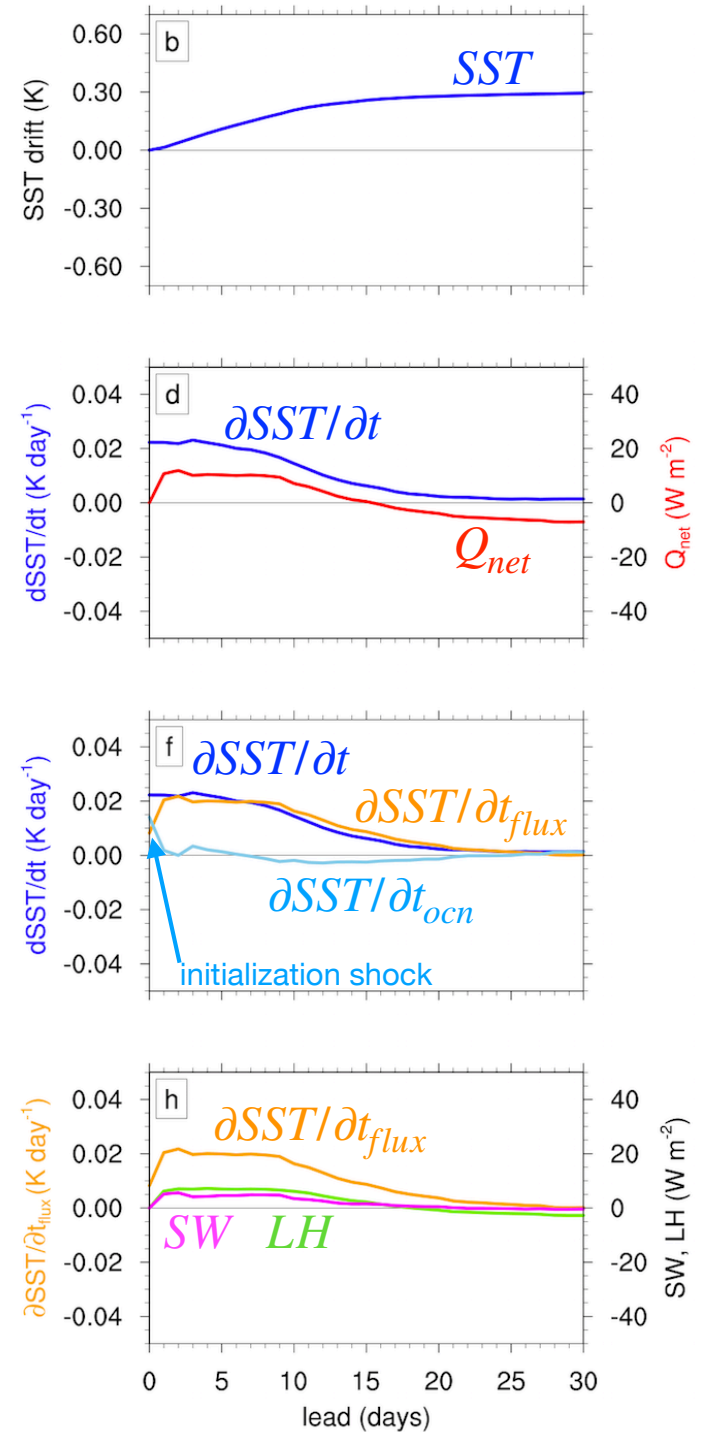 b
SST
SST drift (K)
0.60
0.30
0.00
-0.30
-0.60
d
∂SST/∂t
Qnet
dSST/dt (K day-1)
0.04
0.02
0.00
-0.02
-0.04
40
20
0
-20
-40
Qnet (W m-2)
f
∂SST/∂t
∂SST/∂tflux
∂SST/∂tocn
initialization shock
dSST/dt (K day-1)
0.04
0.02
0.00
-0.02
-0.04
h
∂SST/∂tflux
SW LH
∂SST/∂tflux (K day-1)
0.04
0.02
0.00
-0.02
-0.04
40
20
0
-20
-40
SW, LH (W m-2)
0 5 10 15 20 25 30
lead (days)